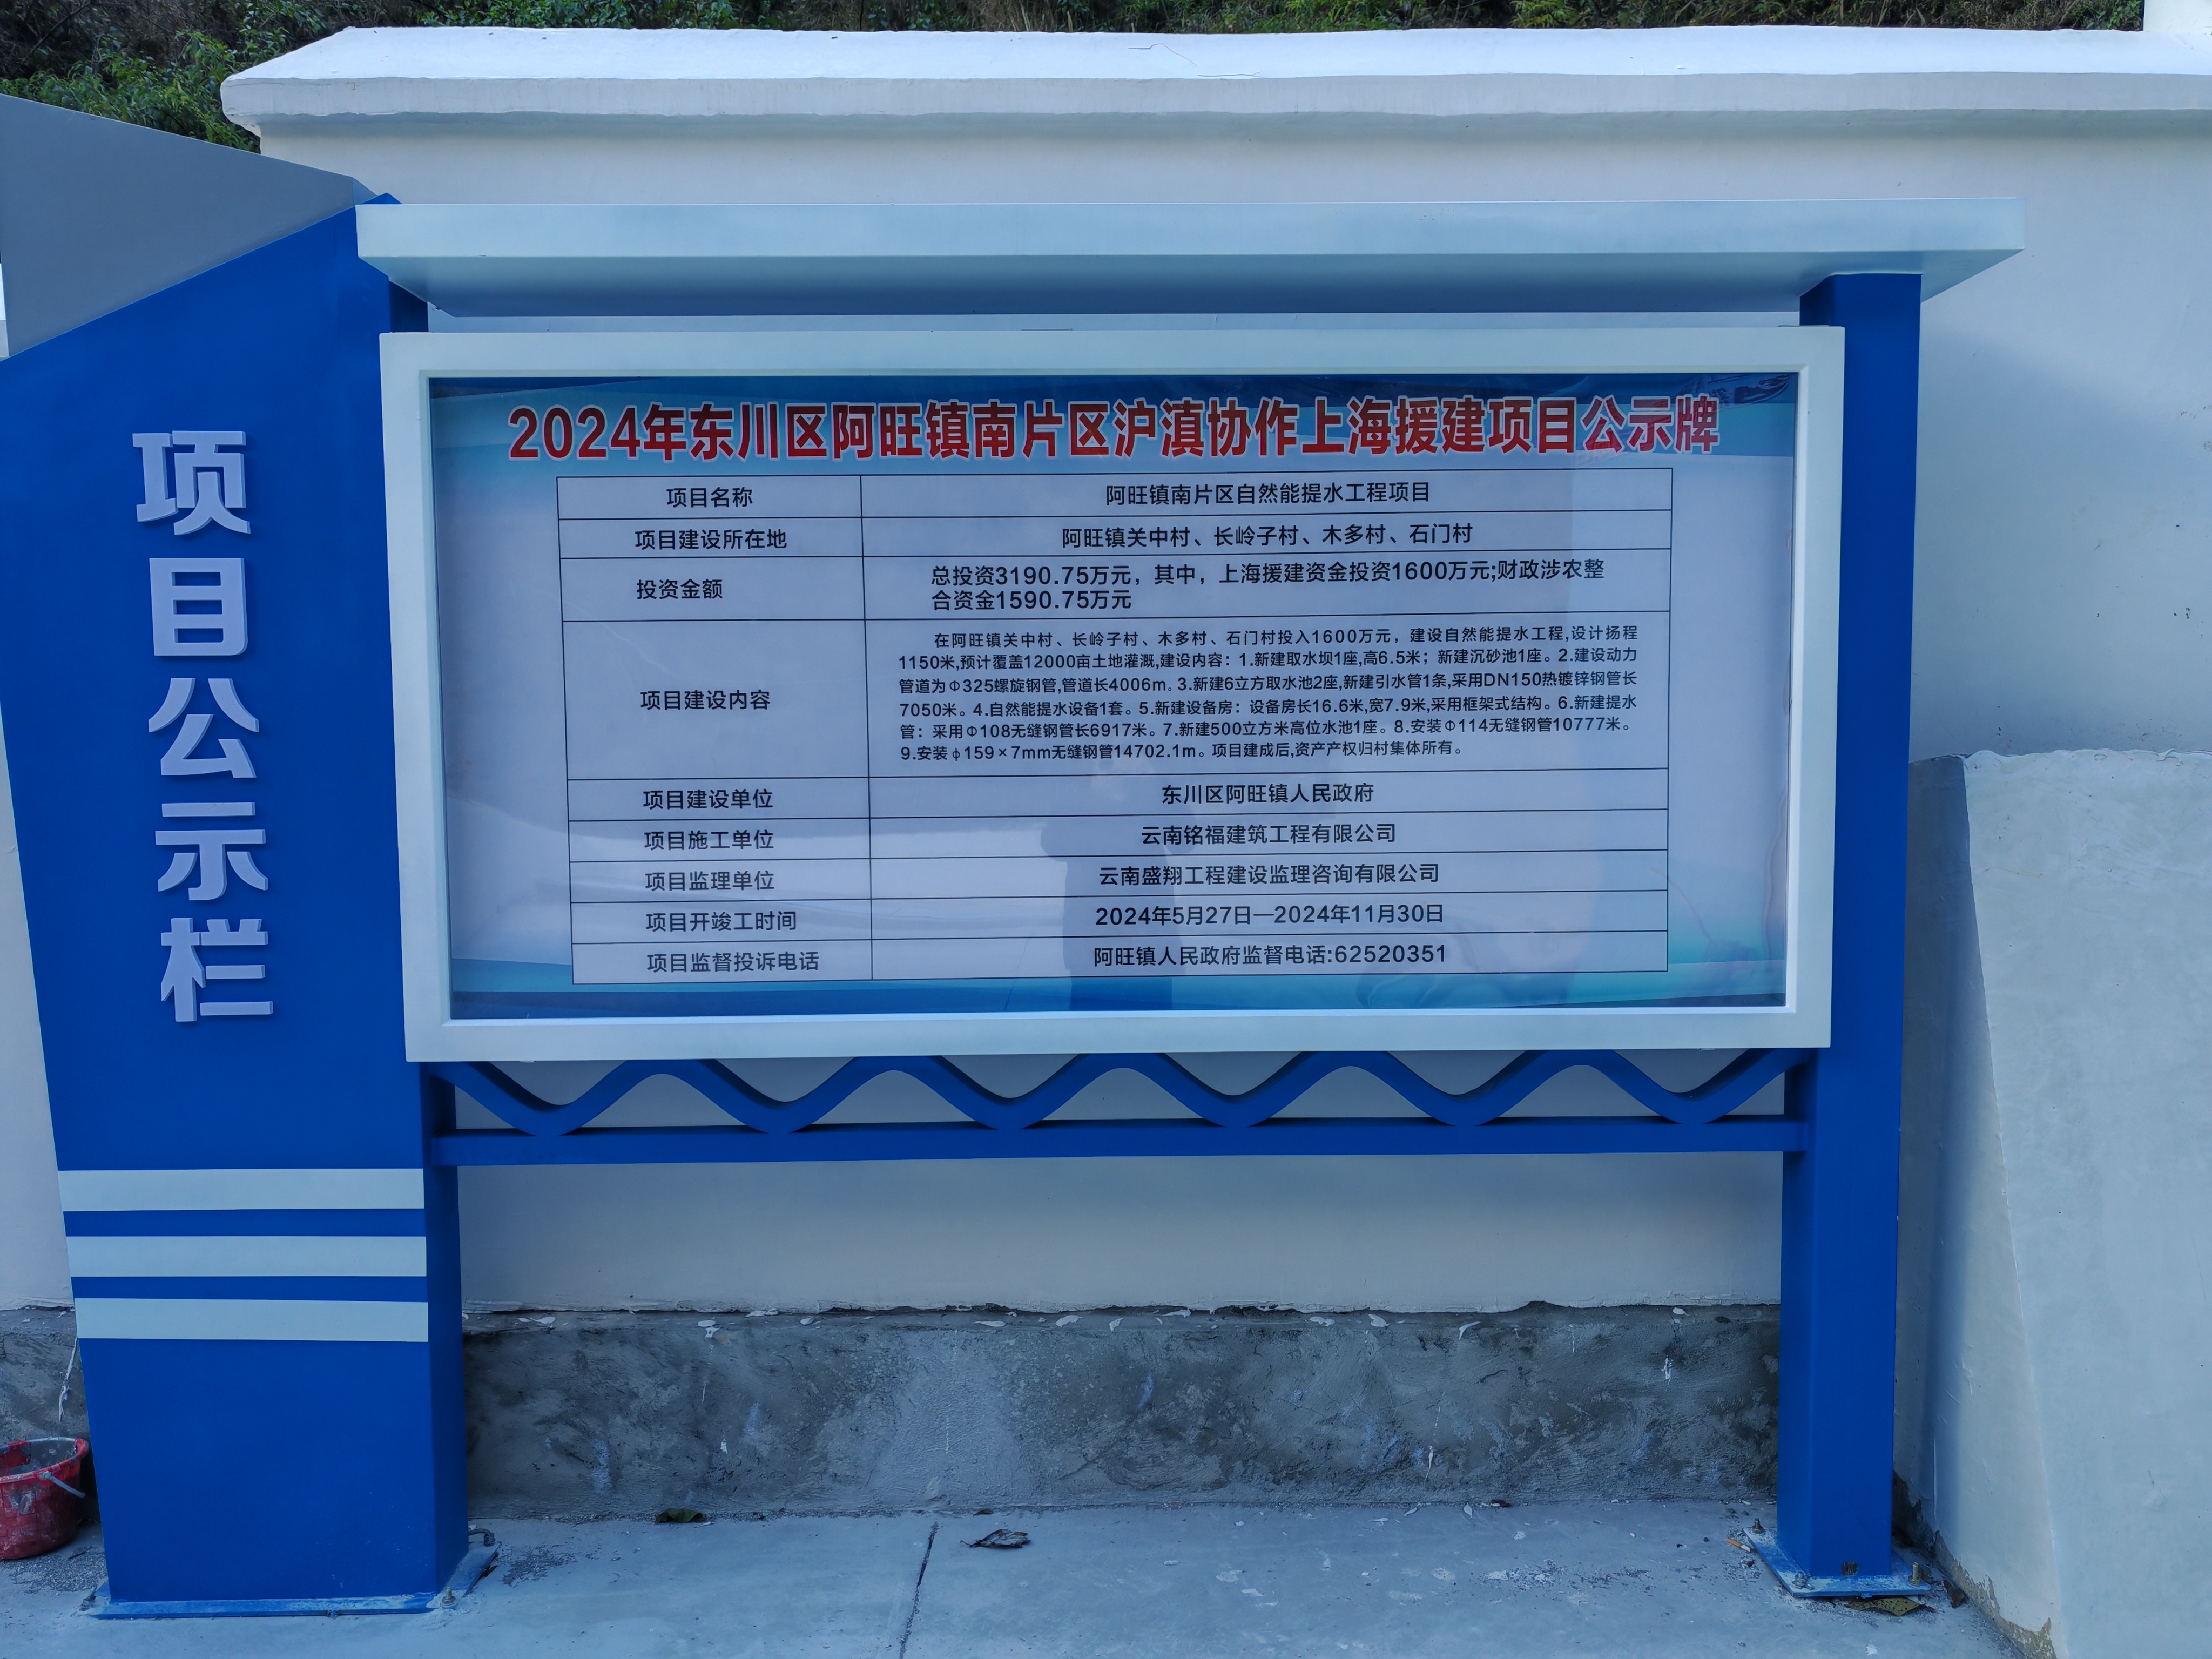 项目公示栏
2024年东川区阿旺镇南片区沪滇协作上海援建项目公示牌
项目名称 阿旺镇南片区自然能提水工程项目
项目建设所在地 阿旺镇关中村、长岭子村、木多村、石门村
投资金额 总投资3190.75万元，其中，上海援建资金投资1600万元;财政涉农整
合资金1590.75万元
项目建设内容 在阿旺镇关中村、长岭子村、木多村、石门村投入1600万元，建设自然能提水工程,设计扬程
1150米,预计覆盖12000亩土地灌溉,建设内容：1.新建取水坝1座,高6.5米；新建沉砂池1座。2.建设动力
管道为Φ325螺旋钢管,管道长4006m。3.新建6立方取水池2座,新建引水管1条,采用DN150热镀锌钢管长
7050米。4.自然能提水设备1套。5.新建设备房：设备房长16.6米,宽7.9米,采用框架式结构。6.新建提水
管：采用Φ108无缝钢管长6917米。7.新建500立方米高位水池1座。8.安装Φ114无缝钢管10777米。
9.安装φ159×7mm无缝钢管14702.1m。项目建成后,资产产权归村集体所有。
项目建设单位 东川区阿旺镇人民政府
项目施工单位 云南铭福建筑工程有限公司
项目监理单位 云南盛翔工程建设监理咨询有限公司
项目开竣工时间 2024年5月27日—2024年11月30日
项目监督投诉电话 阿旺镇人民政府监督电话:62520351